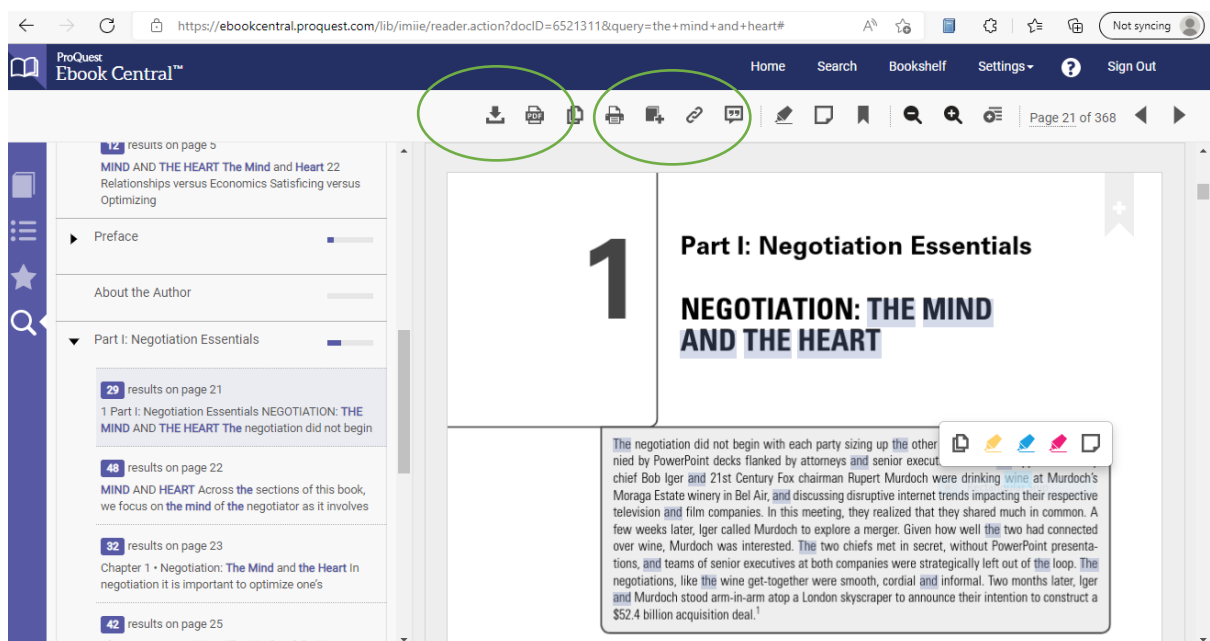 https://ebookcentral.proquest.com/lib/imiie/reader.action?docID=6521311&query=the+mind+and+heart#
Not syncing
ProQuest
Ebook Central™
Home Search Bookshelf Settings ? Sign Out
PDF
Page 21 of 368
12 results on page 5
MIND AND THE HEART The Mind and Heart 22
Relationships versus Economics Satisficing versus
Optimizing
Preface
About the Author
Part I: Negotiation Essentials
29 results on page 21
1 Part I: Negotiation Essentials NEGOTIATION: THE
MIND AND THE HEART The negotiation did not begin
48 results on page 22
MIND AND HEART Across the sections of this book,
we focus on the mind of the negotiator as it involves
32 results on page 23
Chapter 1 • Negotiation: The Mind and the Heart In
negotiation it is important to optimize one's
42 results on page 25
1
Part I: Negotiation Essentials
NEGOTIATION: THE MIND
AND THE HEART
The negotiation did not begin with each party sizing up the other
nied by PowerPoint decks flanked by attorneys and senior execut
chief Bob Iger and 21st Century Fox chairman Rupert Murdoch were drinking wine at Murdoch's
Moraga Estate winery in Bel Air, and discussing disruptive internet trends impacting their respective
television and film companies. In this meeting, they realized that they shared much in common. A
few weeks later, Iger called Murdoch to explore a merger. Given how well the two had connected
over wine, Murdoch was interested. The two chiefs met in secret, without PowerPoint presenta-
tions, and teams of senior executives at both companies were strategically left out of the loop. The
negotiations, like the wine get-together were smooth, cordial and informal. Two months later, Iger
and Murdoch stood arm-in-arm atop a London skyscraper to announce their intention to construct a
$52.4 billion acquisition deal.1